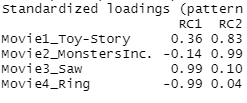 Standardized loadings (pattern
RC1 RC2
Movie1_Toy-Story 0.36 0.83
Movie2_MonstersInc. -0.14 0.99
Movie3_Saw 0.99 0.10
Movie4_Ring -0.99 0.04